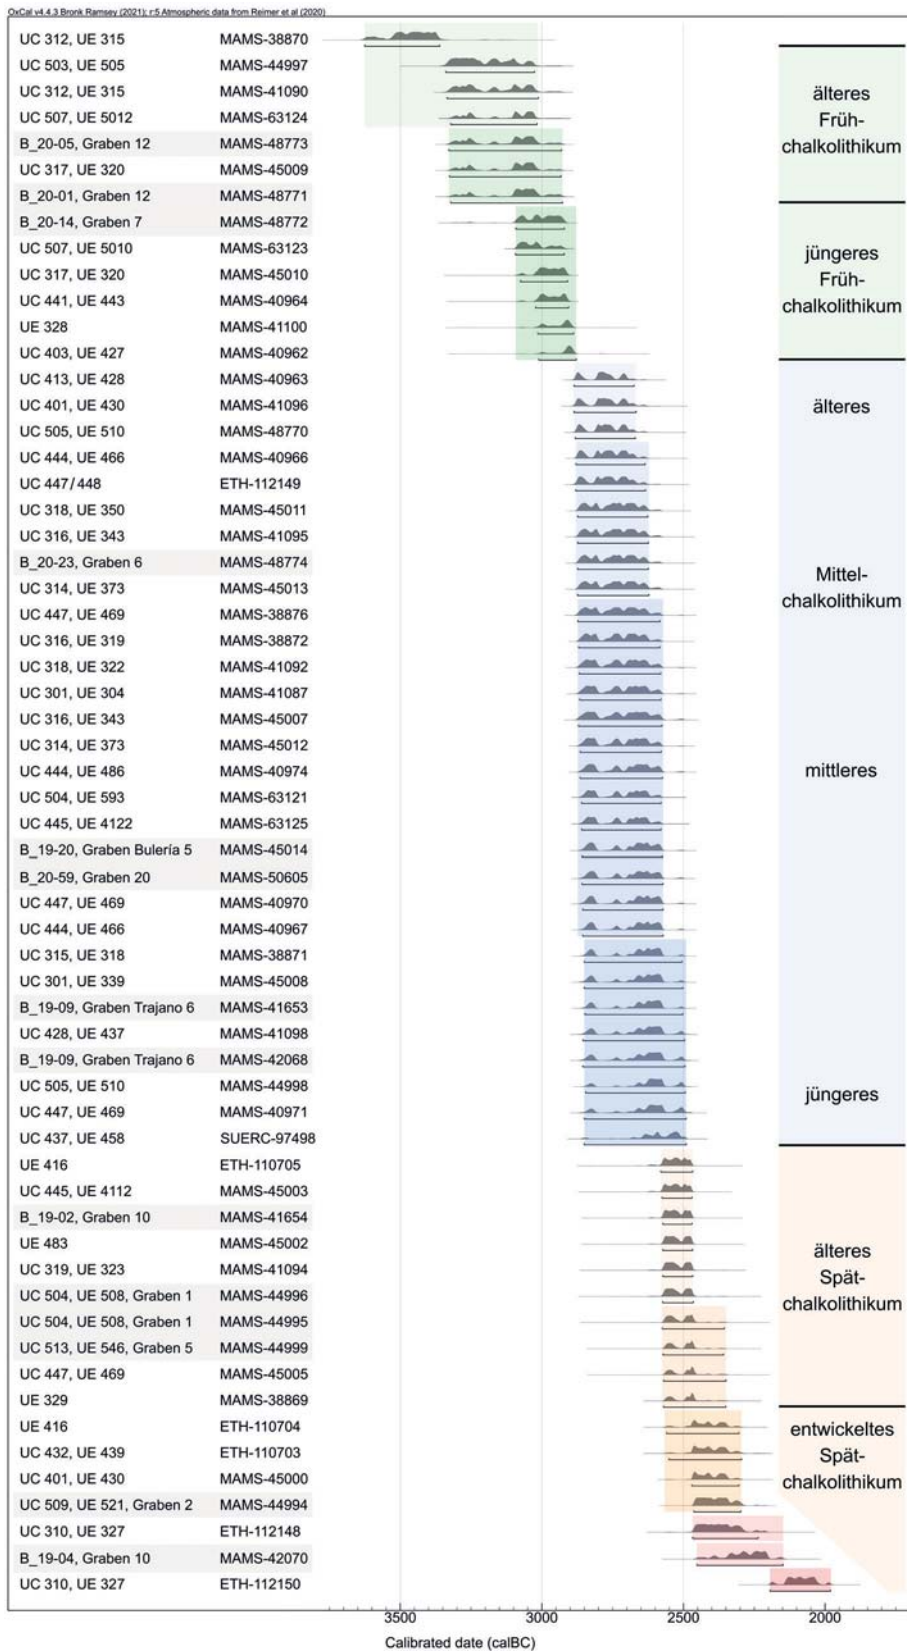 OxCal v4.4.3 Bronk Ramsey (2021); r:5 Atmospheric data from Reimer et al (2020)
UC 312, UE 315 MAMS-38870
UC 503, UE 505 MAMS-44997
UC 312, UE 315 MAMS-41090
UC 507, UE 5012 MAMS-63124
B_20-05, Graben 12 MAMS-48773
UC 317, UE 320 MAMS-45009
B_20-01, Graben 12 MAMS-48771
B_20-14, Graben 7 MAMS-48772
UC 507, UE 5010 MAMS-63123
UC 317, UE 320 MAMS-45010
UC 441, UE 443 MAMS-40964
UE 328 MAMS-41100
UC 403, UE 427 MAMS-40962
UC 413, UE 428 MAMS-40963
UC 401, UE 430 MAMS-41096
UC 505, UE 510 MAMS-48770
UC 444, UE 466 MAMS-40966
UC 447/448 ETH-112149
UC 318, UE 350 MAMS-45011
UC 316, UE 343 MAMS-41095
B_20-23, Graben 6 MAMS-48774
UC 314, UE 373 MAMS-45013
UC 447, UE 469 MAMS-38876
UC 316, UE 319 MAMS-38872
UC 318, UE 322 MAMS-41092
UC 301, UE 304 MAMS-41087
UC 316, UE 343 MAMS-45007
UC 314, UE 373 MAMS-45012
UC 444, UE 486 MAMS-40974
UC 504, UE 593 MAMS-63121
UC 445, UE 4122 MAMS-63125
B_19-20, Graben Bulería 5 MAMS-45014
B_20-59, Graben 20 MAMS-50605
UC 447, UE 469 MAMS-40970
UC 444, UE 466 MAMS-40967
UC 315, UE 318 MAMS-38871
UC 301, UE 339 MAMS-45008
B_19-09, Graben Trajano 6 MAMS-41653
UC 428, UE 437 MAMS-41098
B_19-09, Graben Trajano 6 MAMS-42068
UC 505, UE 510 MAMS-44998
UC 447, UE 469 MAMS-40971
UC 437, UE 458 SUERC-97498
UE 416 ETH-110705
UC 445, UE 4112 MAMS-45003
B_19-02, Graben 10 MAMS-41654
UE 483 MAMS-45002
UC 319, UE 323 MAMS-41094
UC 504, UE 508, Graben 1 MAMS-44996
UC 504, UE 508, Graben 1 MAMS-44995
UC 513, UE 546, Graben 5 MAMS-44999
UC 447, UE 469 MAMS-45005
UE 329 MAMS-38869
UE 416 ETH-110704
UC 432, UE 439 ETH-110703
UC 401, UE 430 MAMS-45000
UC 509, UE 521, Graben 2 MAMS-44994
UC 310, UE 327 ETH-112148
B_19-04, Graben 10 MAMS-42070
UC 310, UE 327 ETH-112150
älteres
Früh-
chalkolithikum
jüngeres
Früh-
chalkolithikum
älteres
Mittel-
chalkolithikum
mittleres
jüngeres
älteres
Spät-
chalkolithikum
entwickeltes
Spät-
chalkolithikum
3500 3000 2500 2000
Calibrated date (calBC)